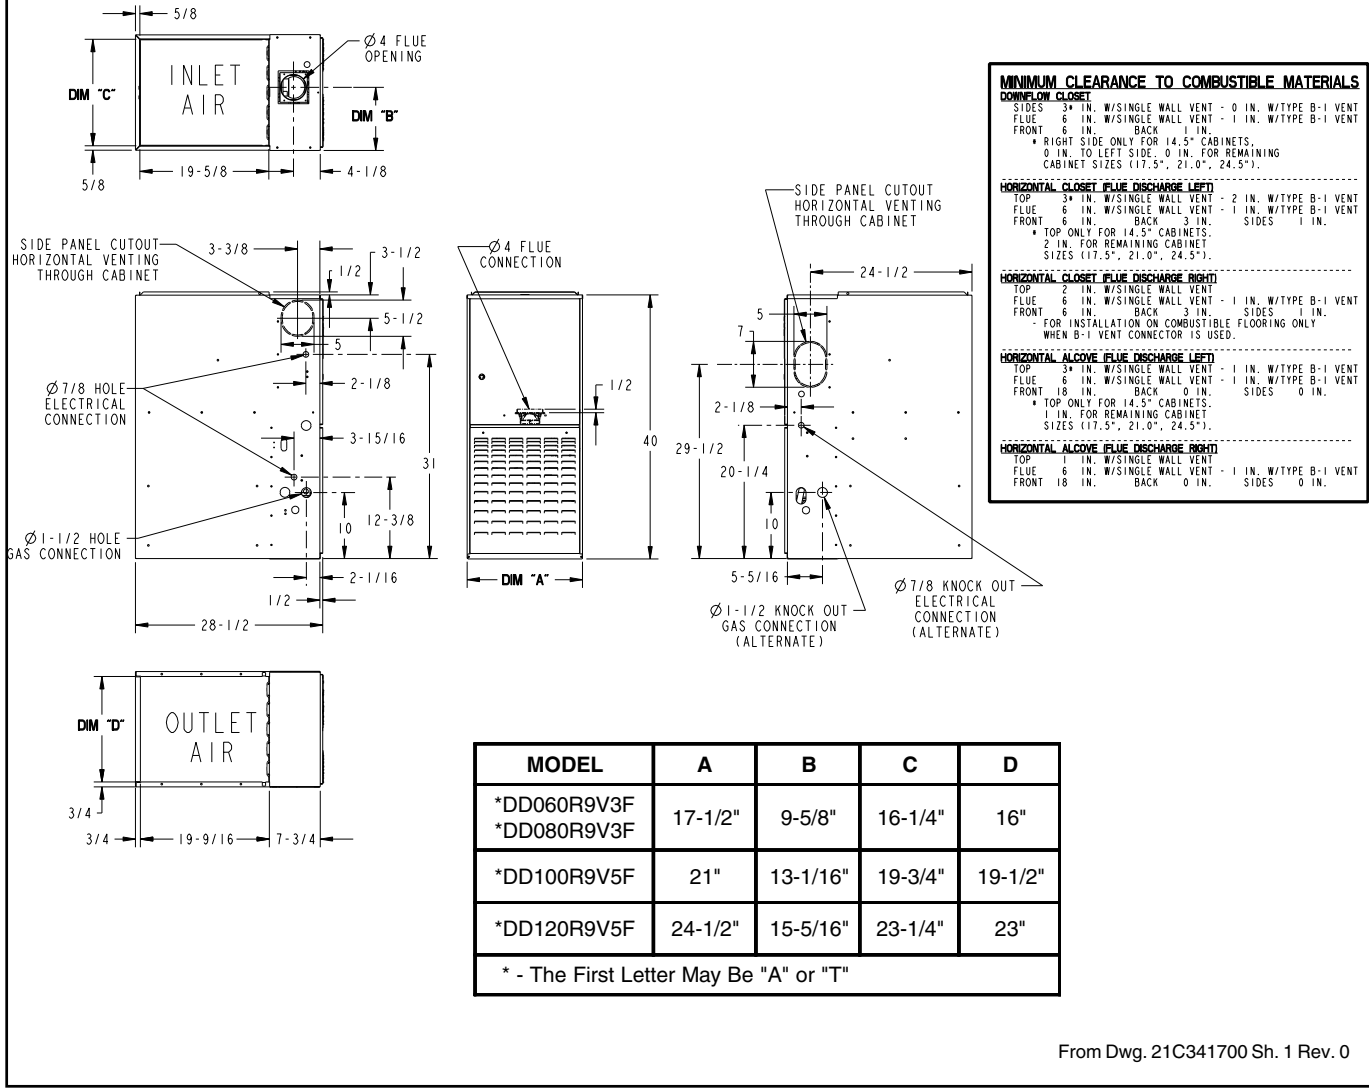 5/8
Ø4 FLUE
OPENING
INLET
AIR
DIM "C"
DIM "B"
19-5/8
4-1/8
5/8
MINIMUM CLEARANCE TO COMBUSTIBLE MATERIALS
DOWNFLOW CLOSET
SIDES 3* IN. W/SINGLE WALL VENT - 0 IN. W/TYPE B-1 VENT
FLUE 6 IN. W/SINGLE WALL VENT - 1 IN. W/TYPE B-1 VENT
FRONT 6 IN. BACK 1 IN.
* RIGHT SIDE ONLY FOR 14.5" CABINETS,
0 IN. TO LEFT SIDE. 0 IN. FOR REMAINING
CABINET SIZES (17.5", 21.0", 24.5").
HORIZONTAL CLOSET (FLUE DISCHARGE LEFT)
TOP 3* IN. W/SINGLE WALL VENT - 2 IN. W/TYPE B-1 VENT
FLUE 6 IN. W/SINGLE WALL VENT - 1 IN. W/TYPE B-1 VENT
FRONT 6 IN. BACK 3 IN. SIDES 1 IN.
* TOP ONLY FOR 14.5" CABINETS.
2 IN. FOR REMAINING CABINET
SIZES (17.5", 21.0", 24.5").
HORIZONTAL CLOSET (FLUE DISCHARGE RIGHT)
TOP 2 IN. W/SINGLE WALL VENT
FLUE 6 IN. W/SINGLE WALL VENT - 1 IN. W/TYPE B-1 VENT
FRONT 6 IN. BACK 3 IN. SIDES 1 IN.
- FOR INSTALLATION ON COMBUSTIBLE FLOORING ONLY
WHEN B-1 VENT CONNECTOR IS USED.
HORIZONTAL ALCOVE (FLUE DISCHARGE LEFT)
TOP 3* IN. W/SINGLE WALL VENT - 1 IN. W/TYPE B-1 VENT
FLUE 6 IN. W/SINGLE WALL VENT - 1 IN. W/TYPE B-1 VENT
FRONT 18 IN. BACK 0 IN. SIDES 0 IN.
* TOP ONLY FOR 14.5" CABINETS.
1 IN. FOR REMAINING CABINET
SIZES (17.5", 21.0", 24.5").
HORIZONTAL ALCOVE (FLUE DISCHARGE RIGHT)
TOP 1 IN. W/SINGLE WALL VENT
FLUE 6 IN. W/SINGLE WALL VENT - 1 IN. W/TYPE B-1 VENT
FRONT 18 IN. BACK 0 IN. SIDES 0 IN.
SIDE PANEL CUTOUT
HORIZONTAL VENTING
THROUGH CABINET
3-3/8
1/2
3-1/2
5-1/2
5
Ø7/8 HOLE
ELECTRICAL
CONNECTION
2-1/8
3-15/16
31
Ø1-1/2 HOLE
GAS CONNECTION
10
12-3/8
2-1/16
1/2
28-1/2
Ø4 FLUE
CONNECTION
1/2
40
DIM "A"
SIDE PANEL CUTOUT
HORIZONTAL VENTING
THROUGH CABINET
24-1/2
5
7
2-1/8
29-1/2
20-1/4
10
5-5/16
Ø1-1/2 KNOCK OUT
GAS CONNECTION
(ALTERNATE)
Ø7/8 KNOCK OUT
ELECTRICAL
CONNECTION
(ALTERNATE)
DIM "D"
OUTLET
AIR
3/4
3/4
19-9/16
7-3/4
MODEL A B C D
*DD060R9V3F
*DD080R9V3F
17-1/2" 9-5/8" 16-1/4" 16"
*DD100R9V5F 21" 13-1/16" 19-3/4" 19-1/2"
*DD120R9V5F 24-1/2" 15-5/16" 23-1/4" 23"
* - The First Letter May Be "A" or "T"
From Dwg. 21C341700 Sh. 1 Rev. 0